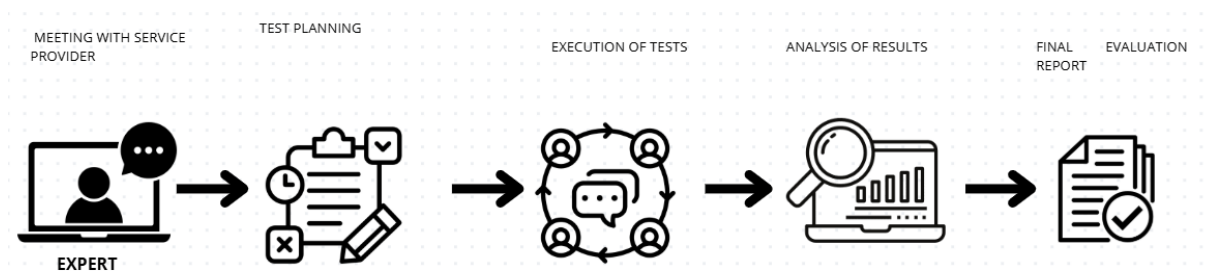 MEETING WITH SERVICE
PROVIDER
TEST PLANNING
EXECUTION OF TESTS
ANALYSIS OF RESULTS
FINAL EVALUATION
REPORT
EXPERT